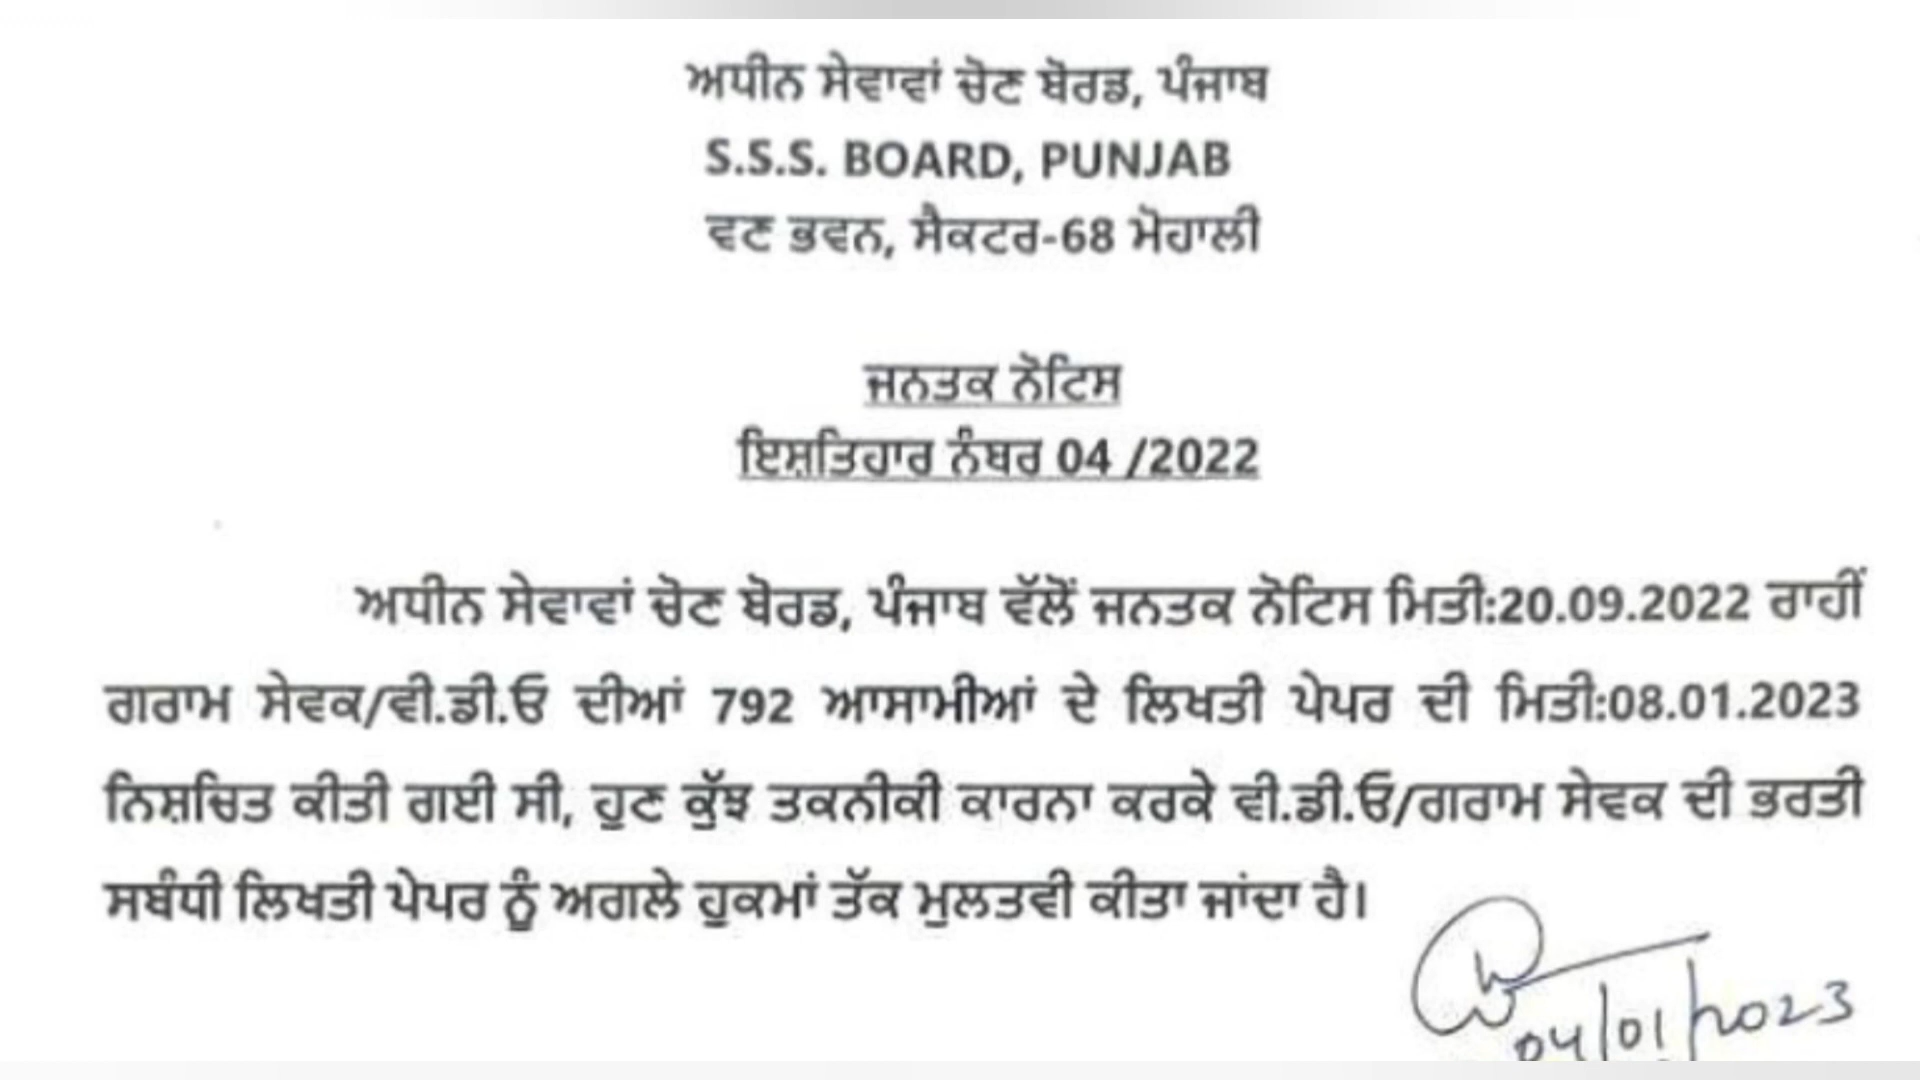 ਅਧੀਨ ਸੇਵਾਵਾਂ ਚੋਣ ਬੋਰਡ, ਪੰਜਾਬ
S.S.S. BOARD, PUNJAB
ਵਣ ਭਵਨ, ਸੈਕਟਰ-68 ਮੋਹਾਲੀ
ਜਨਤਕ ਨੋਟਿਸ
ਇਸ਼ਤਿਹਾਰ ਨੰਬਰ 04 /2022
ਅਧੀਨ ਸੇਵਾਵਾਂ ਚੋਣ ਬੋਰਡ, ਪੰਜਾਬ ਵੱਲੋਂ ਜਨਤਕ ਨੋਟਿਸ ਮਿਤੀ:20.09.2022 ਰਾਹੀਂ
ਗਰਾਮ ਸੇਵਕ/ਵੀ.ਡੀ.ਓ ਦੀਆਂ 792 ਆਸਾਮੀਆਂ ਦੇ ਲਿਖਤੀ ਪੇਪਰ ਦੀ ਮਿਤੀ:08.01.2023
ਨਿਸ਼ਚਿਤ ਕੀਤੀ ਗਈ ਸੀ, ਹੁਣ ਕੁੱਝ ਤਕਨੀਕੀ ਕਾਰਨਾ ਕਰਕੇ ਵੀ.ਡੀ.ਓ/ਗਰਾਮ ਸੇਵਕ ਦੀ ਭਰਤੀ
ਸਬੰਧੀ ਲਿਖਤੀ ਪੇਪਰ ਨੂੰ ਅਗਲੇ ਹੁਕਮਾਂ ਤੱਕ ਮੁਲਤਵੀ ਕੀਤਾ ਜਾਂਦਾ ਹੈ।
04/01/2023